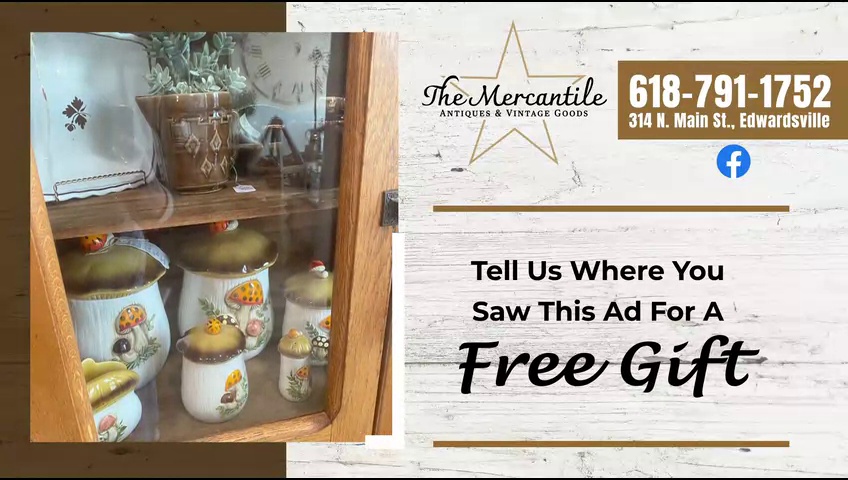 The Mercantile
Antiques & Vintage Goods
618-791-1752
314 N. Main St., Edwardsville
Tell Us Where You
Saw This Ad For A
Free Gift